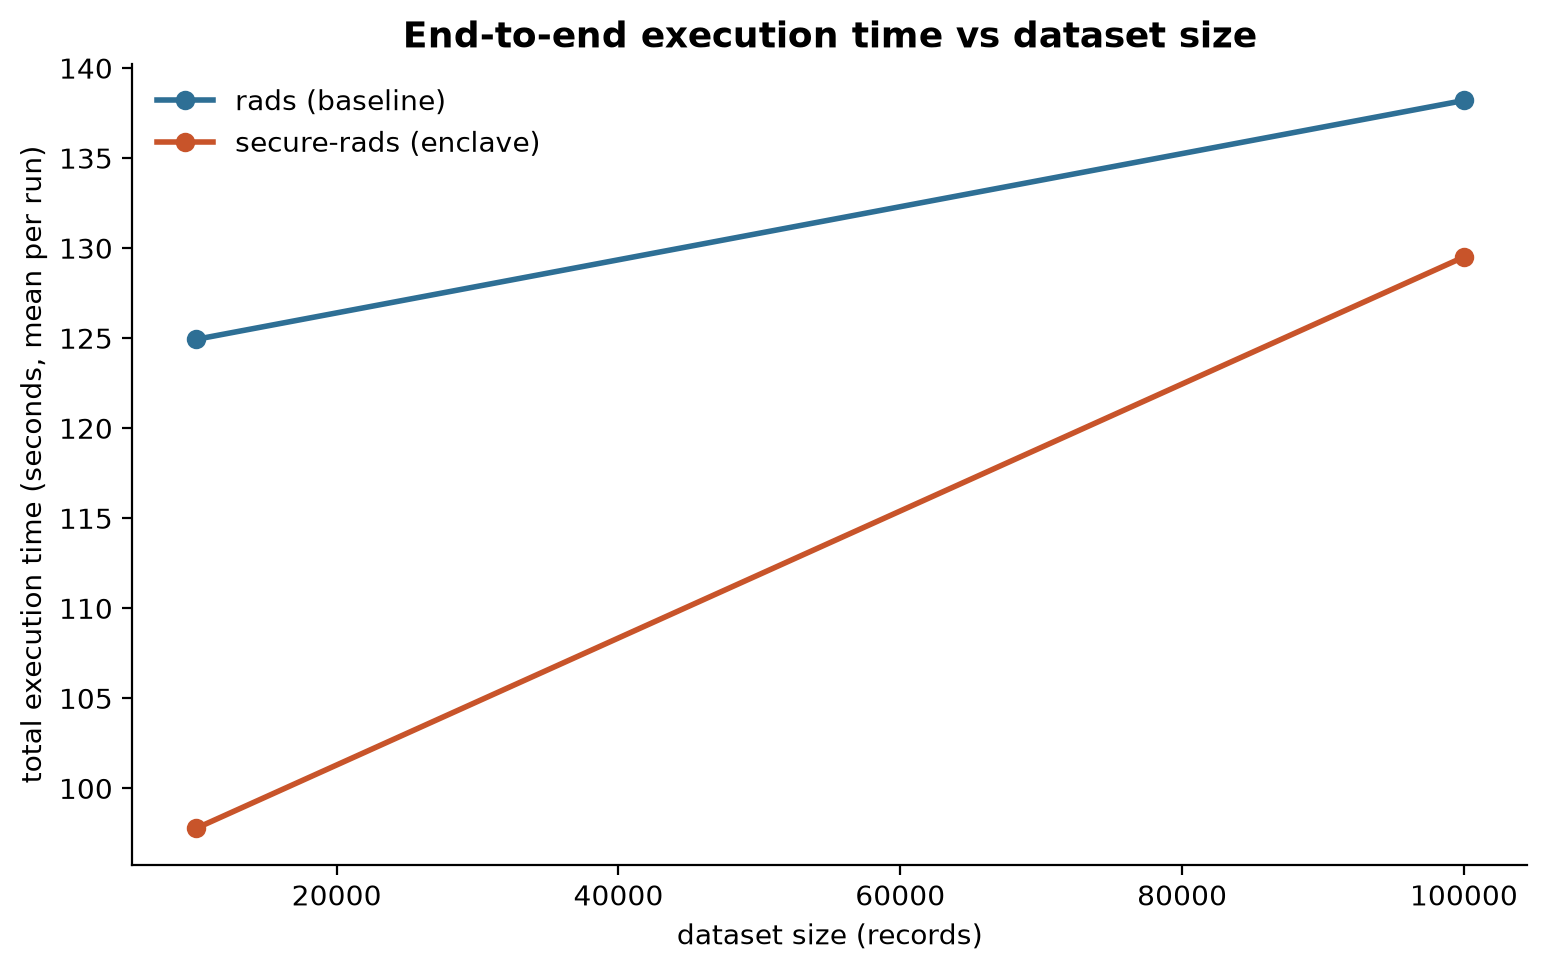 End-to-end execution time vs dataset size
rads (baseline)
secure-rads (enclave)
total execution time (seconds, mean per run)
140
135
130
125
120
115
110
105
100
20000 40000 60000 80000 100000
dataset size (records)